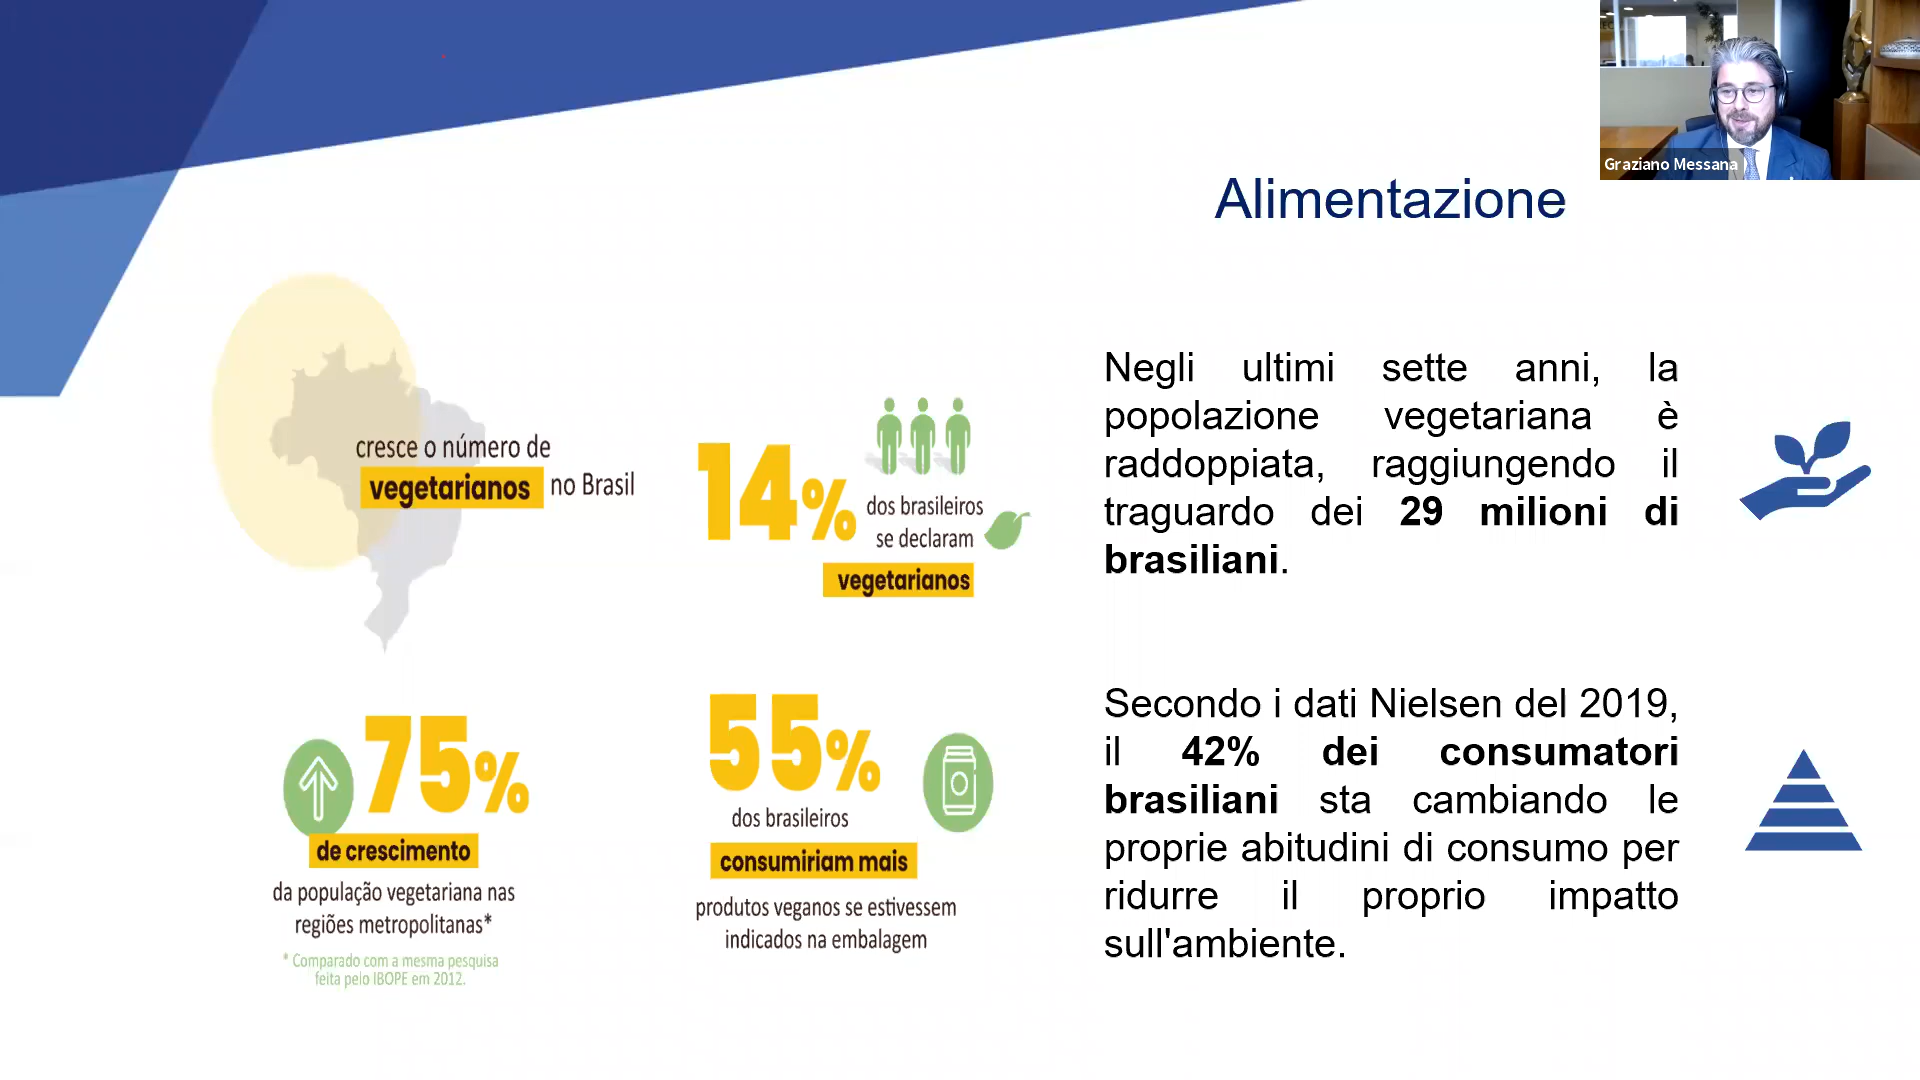 Graziano Messana
Alimentazione
cresce o número de
vegetarianos no Brasil
14%
dos brasileiros
se declaram
vegetarianos
75%
de crescimento
da população vegetariana nas
regiões metropolitanas*
* Comparado com a mesma pesquisa
feita pelo IBOPE em 2012.
55%
dos brasileiros
consumiriam mais
produtos veganos se estivessem
indicados na embalagem
Negli ultimi sette anni, la
popolazione vegetariana è
raddoppiata, raggiungendo il
traguardo dei 29 milioni di
brasiliani.
Secondo i dati Nielsen del 2019,
il 42% dei consumatori
brasiliani sta cambiando le
proprie abitudini di consumo per
ridurre il proprio impatto
sull'ambiente.